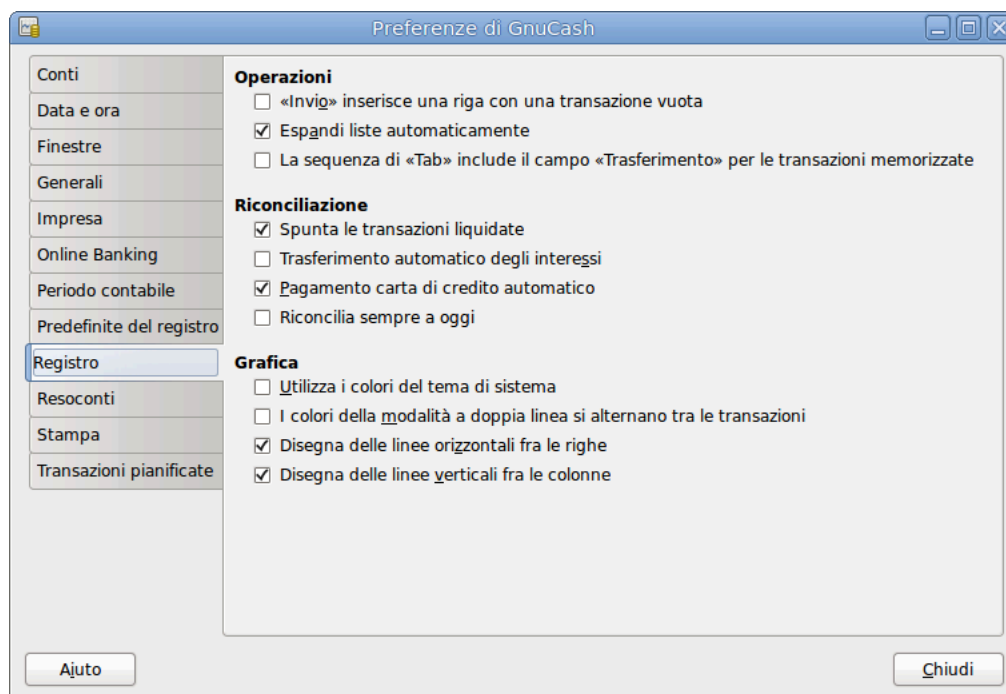 Preferenze di GnuCash
Conti
Data e ora
Finestre
Generali
Impresa
Online Banking
Periodo contabile
Predefinite del registro
Registro
Resoconti
Stampa
Transazioni pianificate
Operazioni
«Invio» inserisce una riga con una transazione vuota
Espandi liste automaticamente
La sequenza di «Tab» include il campo «Trasferimento» per le transazioni memorizzate
Riconciliazione
Spunta le transazioni liquidate
Trasferimento automatico degli interessi
Pagamento carta di credito automatico
Riconcilia sempre a oggi
Grafica
Utilizza i colori del tema di sistema
I colori della modalità a doppia linea si alternano tra le transazioni
Disegna delle linee orizzontali fra le righe
Disegna delle linee verticali fra le colonne
Aiuto
Chiudi